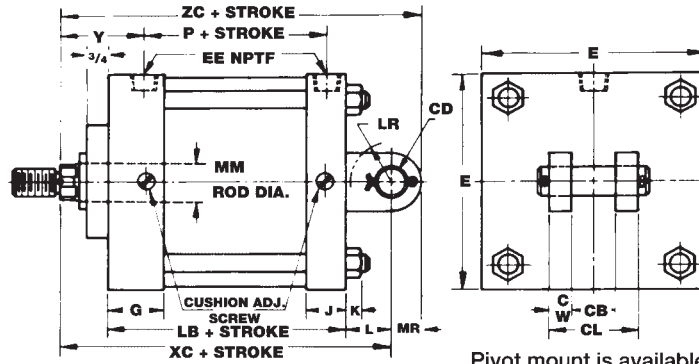 ZC + STROKE
Y
P + STROKE
3/4
EE NPTF
E
LR
CD
MM
ROD DIA.
E
G
CUSHION ADJ.
SCREW
J
K
C
W
CB
LB + STROKE
L
MR
CL
XC + STROKE
Pivot mount is available